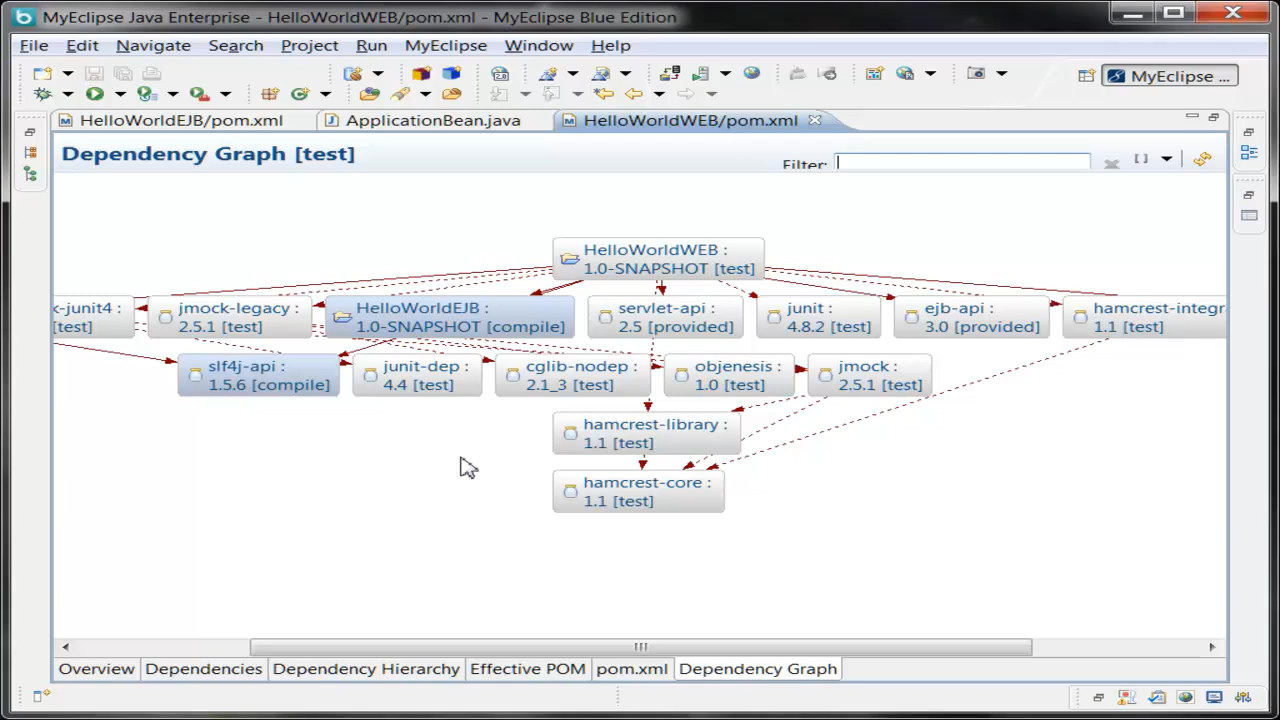 MyEclipse Java Enterprise - HelloWorldWEB/pom.xml - MyEclipse Blue Edition
File Edit Navigate Search Project Run MyEclipse Window Help
2.0
MyEclipse ...
HelloWorldEJB/pom.xml ApplicationBean.java HelloWorldWEB/pom.xml
Dependency Graph [test]
Filter:
HelloWorldWEB :
1.0-SNAPSHOT [test]
k-junit4 :
[test]
jmock-legacy :
2.5.1 [test]
HelloWorldEJB :
1.0-SNAPSHOT [compile]
servlet-api :
2.5 [provided]
junit :
4.8.2 [test]
ejb-api :
3.0 [provided]
hamcrest-integr
1.1 [test]
slf4j-api :
1.5.6 [compile]
junit-dep :
4.4 [test]
cglib-nodep :
2.1_3 [test]
objenesis :
1.0 [test]
jmock :
2.5.1 [test]
hamcrest-library :
1.1 [test]
hamcrest-core :
1.1 [test]
Overview Dependencies Dependency Hierarchy Effective POM pom.xml Dependency Graph